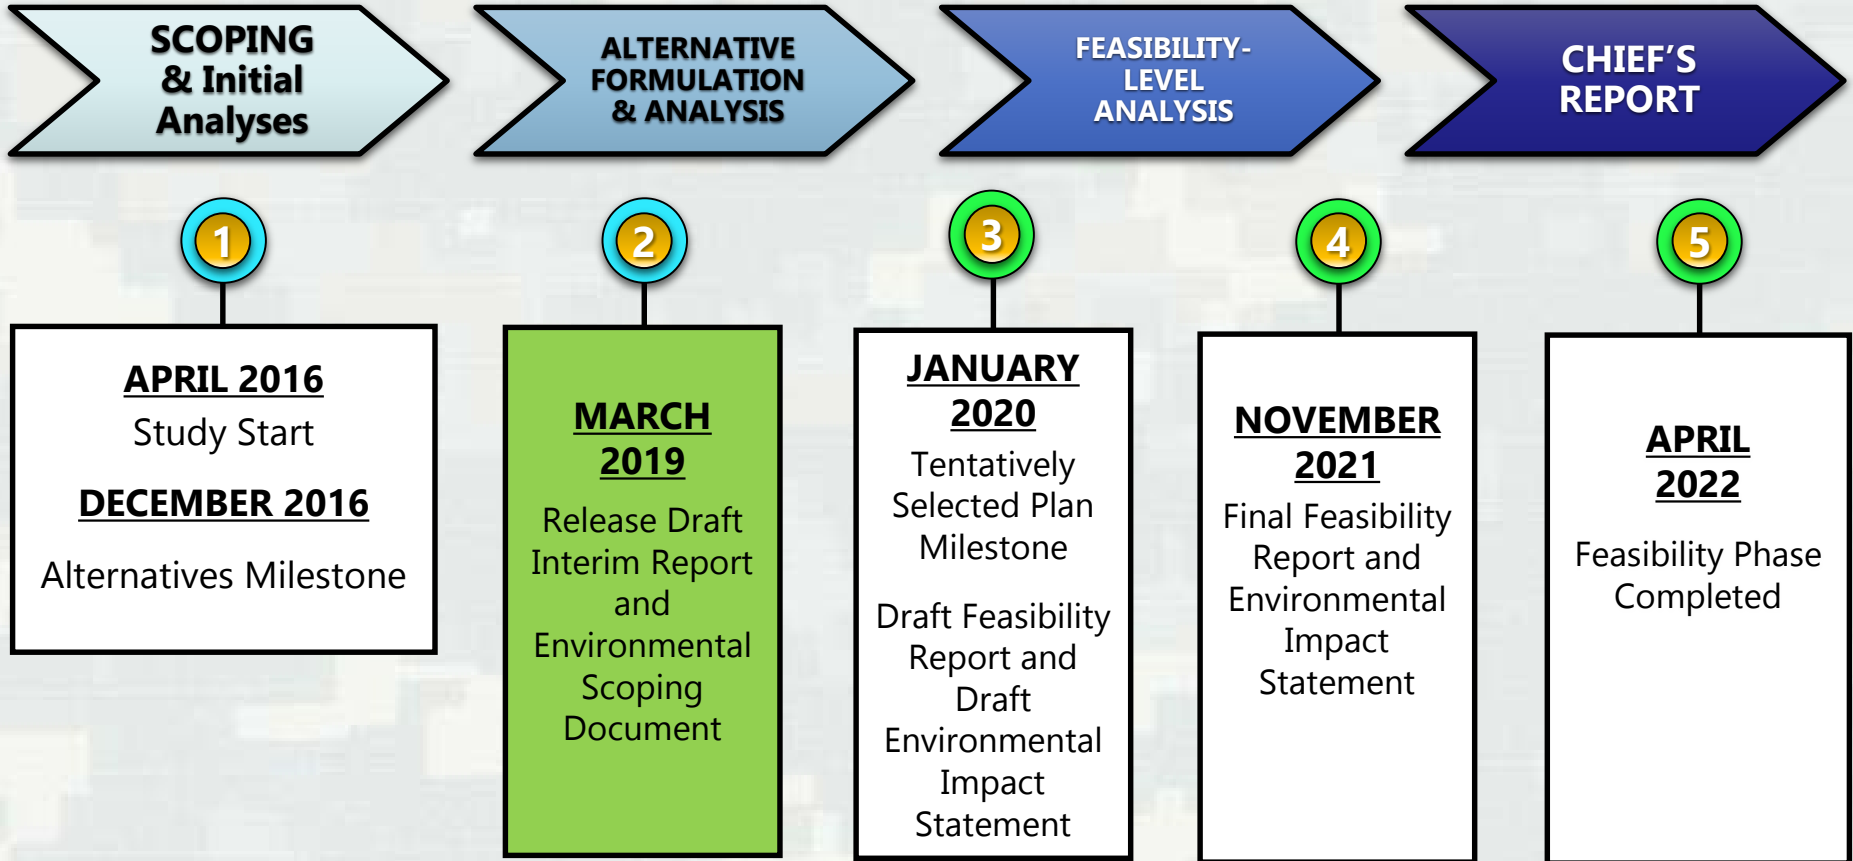 SCOPING
& Initial
Analyses
ALTERNATIVE
FORMULATION
& ANALYSIS
FEASIBILITY-
LEVEL
ANALYSIS
CHIEF'S
REPORT
1
2
3
4
5
APRIL 2016
Study Start
DECEMBER 2016
Alternatives Milestone
MARCH
2019
Release Draft
Interim Report
and
Environmental
Scoping
Document
JANUARY
2020
Tentatively
Selected Plan
Milestone
Draft Feasibility
Report and
Draft
Environmental
Impact
Statement
NOVEMBER
2021
Final Feasibility
Report and
Environmental
Impact
Statement
APRIL
2022
Feasibility Phase
Completed